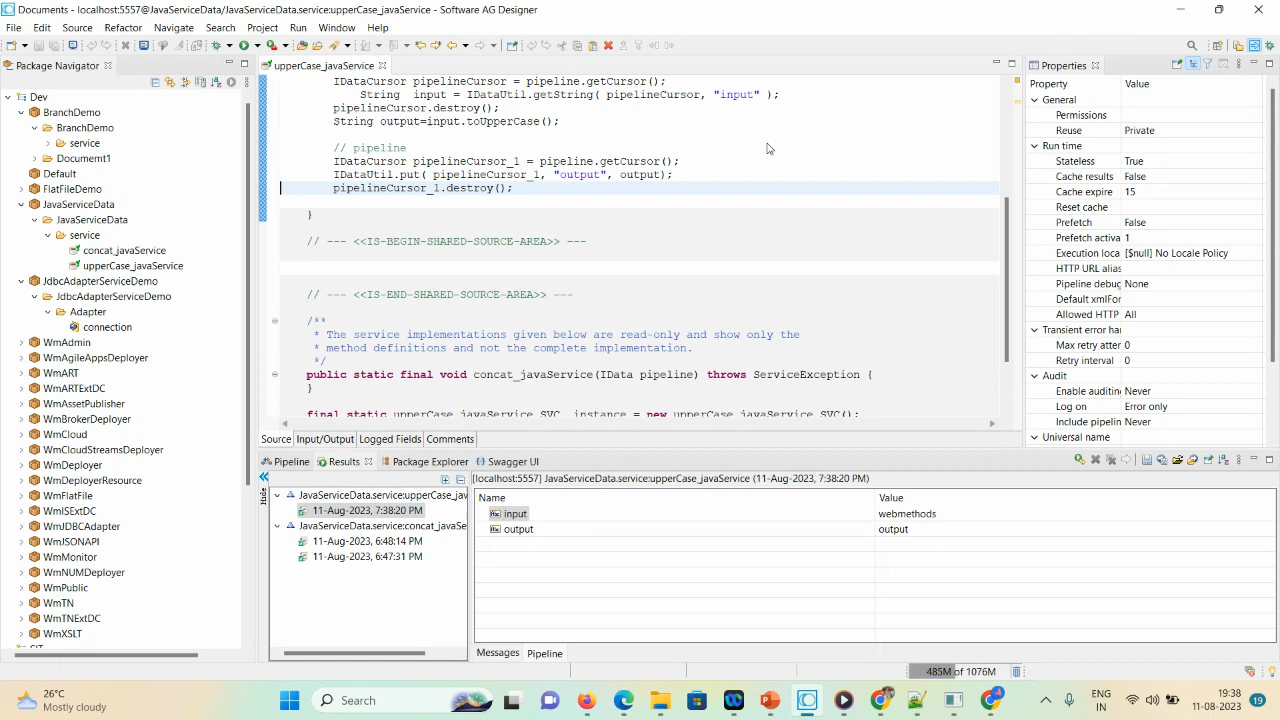 Documents - localhost:5557/JavaServiceData/JavaServiceData.service:upperCase_javaService - Software AG Designer
File Edit Source Refactor Navigate Search Project Run Window Help
Package Navigator
Dev
BranchDemo
BranchDemo
service
Document1
Default
FlatFileDemo
JavaServiceData
JavaServiceData
service
concat_javaService
upperCase_javaService
JdbcAdapterServiceDemo
JdbcAdapterServiceDemo
Adapter
connection
WmAdmin
WmAgileAppsDeployer
WmART
WmARTExtDC
WmAssetPublisher
WmBrokerDeployer
WmCloud
WmCloudStreamsDeployer
WmDeployer
WmDeployerResource
WmFlatFile
WmISExtDC
WmJDBCAdapter
WmJSONAPI
WmMonitor
WmNUMDeployer
WmPublic
WmTN
WmTNExtDC
WmXSLT
upperCase_javaService
IDataCursor pipelineCursor = pipeline.getCursor();
String input = IDataUtil.getString( pipelineCursor, "input" );
pipelineCursor.destroy();
String output=input.toUpperCase();
// pipeline
IDataCursor pipelineCursor_1 = pipeline.getCursor();
IDataUtil.put( pipelineCursor_1, "output", output);
pipelineCursor_1.destroy();
}
// --- <<IS-BEGIN-SHARED-SOURCE-AREA>> ---
// --- <<IS-END-SHARED-SOURCE-AREA>> ---
/**
* The service implementations given below are read-only and show only the
* method definitions and not the complete implementation.
*/
public static final void concat_javaService(IData pipeline) throws ServiceException {
}
final static upperCase_javaService_SVC _instance = new upperCase_javaService_SVC();
Source Input/Output Logged Fields Comments
Properties
Property Value
General
Permissions
Reuse Private
Run time
Stateless True
Cache results False
Cache expire 15
Reset cache
Prefetch False
Prefetch activa 1
Execution loca [$null] No Locale Policy
HTTP URL alias
Pipeline debug None
Default xmlFor
Allowed HTTP All
Transient error har
Max retry atter 0
Retry interval 0
Audit
Enable auditing Never
Log on Error only
Include pipelin Never
Universal name
Pipeline Results Package Explorer Swagger UI
Hide
JavaServiceData.service:upperCase_jav
11-Aug-2023, 7:38:20 PM
JavaServiceData.service:concat_javaSe
11-Aug-2023, 6:48:14 PM
11-Aug-2023, 6:47:31 PM
[localhost:5557] JavaServiceData.service:upperCase_javaService (11-Aug-2023, 7:38:20 PM)
Name Value
input webmethods
output output
Messages Pipeline
485M of 1076M
26°C
Mostly cloudy
Search
ENG
IN
19:38
11-08-2023
19